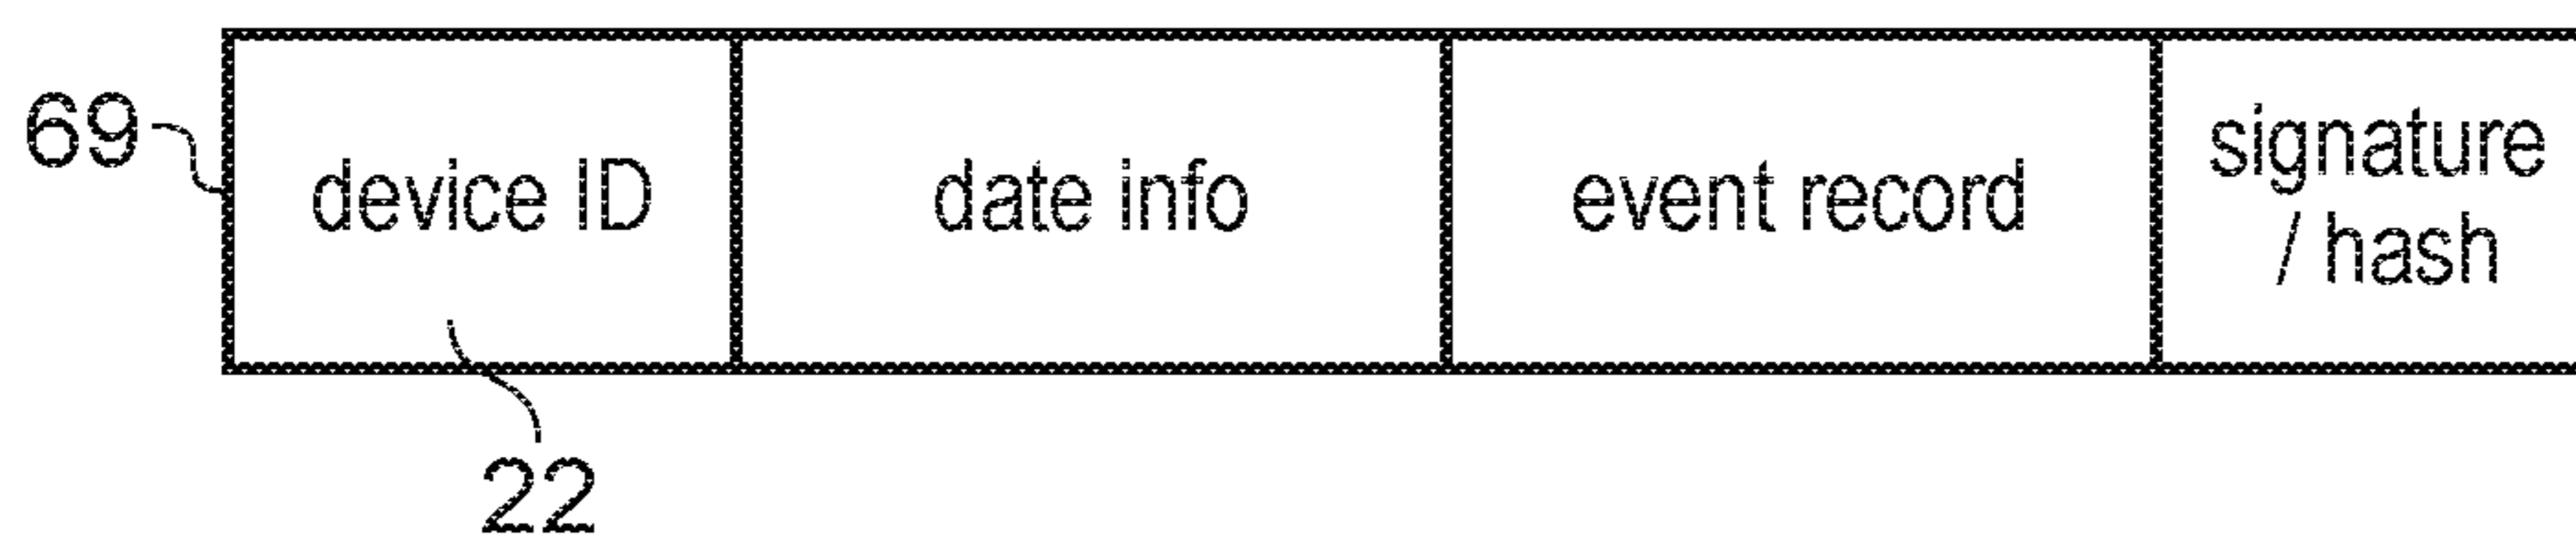 69
device ID
date info
event record
signature
/ hash
22